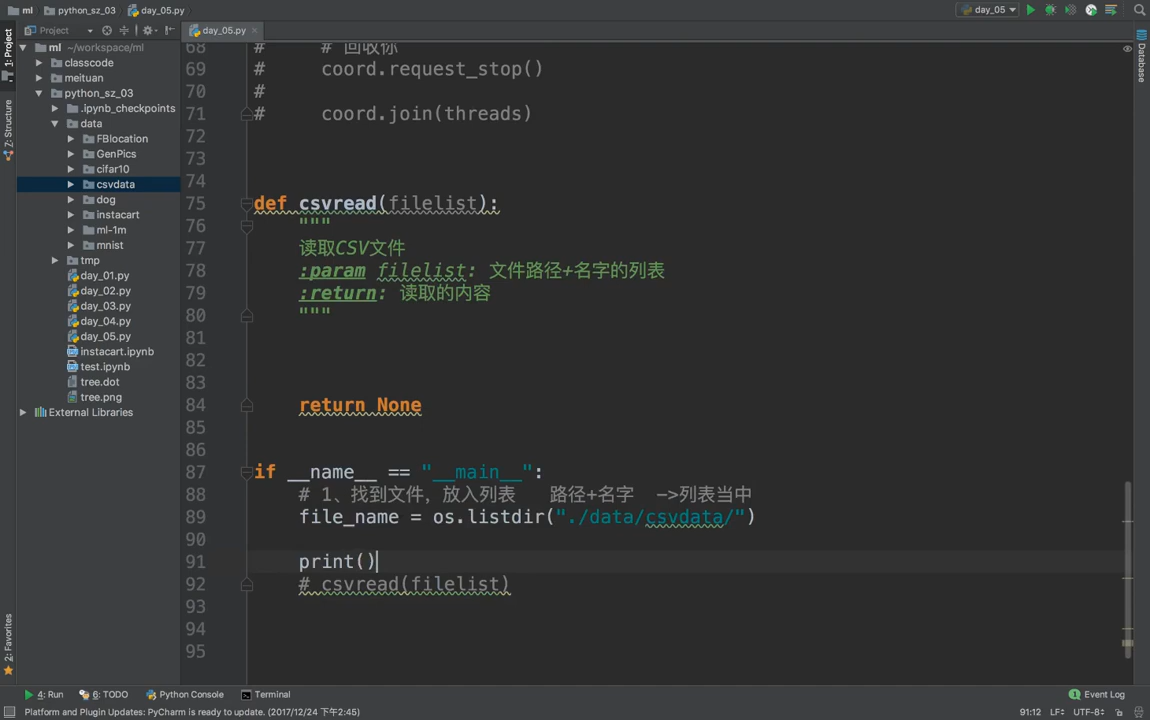 ml
python_sz_03
day_05.py
day_05
Project
day_05.py
1: Project
Z: Structure
2: Favorites
Database
ml ~/workspace/ml
classcode
meituan
python_sz_03
.ipynb_checkpoints
data
FBlocation
GenPics
cifar10
csvdata
dog
instacart
ml-1m
mnist
tmp
day_01.py
day_02.py
day_03.py
day_04.py
day_05.py
instacart.ipynb
test.ipynb
tree.dot
tree.png
External Libraries
68 # # 回收你
69 # coord.request_stop()
70 #
71 # coord.join(threads)
72
73
74
75 def csvread(filelist):
76 """
77 读取CSV文件
78 :param filelist: 文件路径+名字的列表
79 :return: 读取的内容
80 """
81
82
83
84 return None
85
86
87 if __name__ == "__main__":
88 # 1、找到文件，放入列表 路径+名字 ->列表当中
89 file_name = os.listdir("./data/csvdata/")
90
91 print()
92 # csvread(filelist)
93
94
95
4: Run
6: TODO
Python Console
Terminal
1 Event Log
Platform and Plugin Updates: PyCharm is ready to update. (2017/12/24 下午2:45)
91:12 LF÷ UTF-8÷